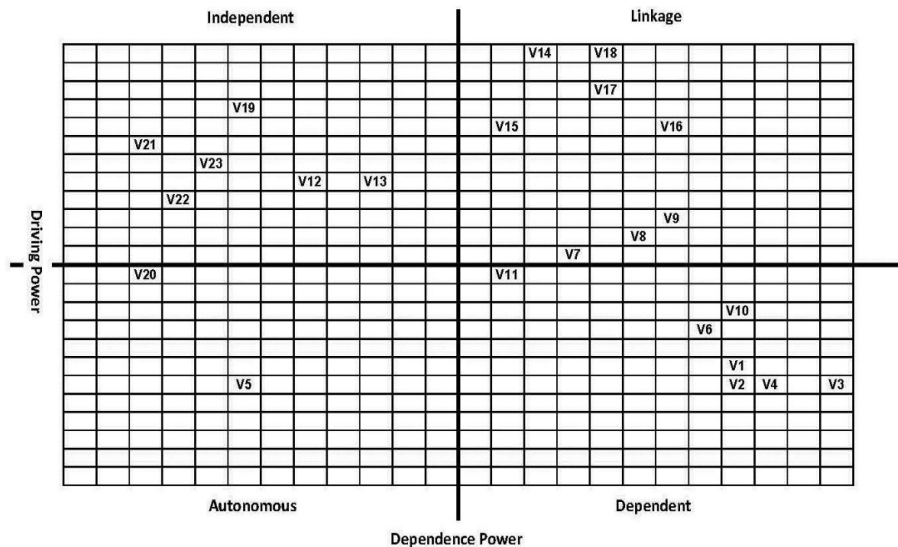 Independent Linkage
V14 V18
V17
V19
V15 V16
V21
V23
V12 V13
V22
V9
V8
V7
Driving Power
V20 V11
V10
V6
V1
V5 V2 V4 V3
Autonomous Dependent
Dependence Power